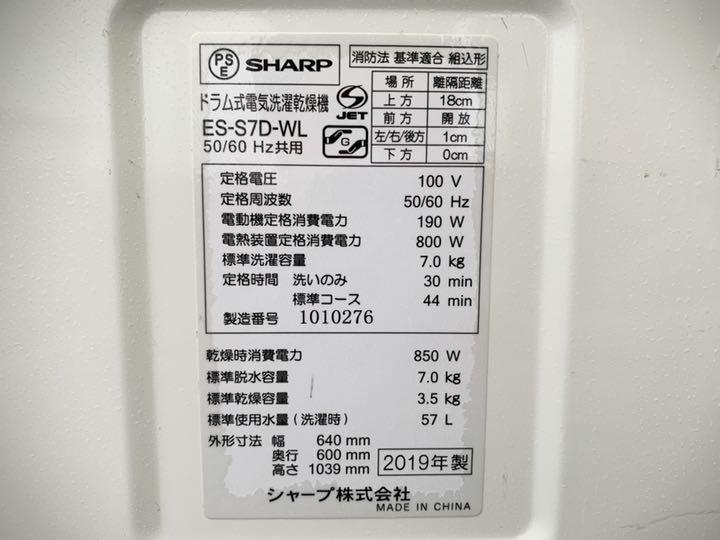 PS
E
SHARP
消防法 基準適合 組込形
場所 離隔距離
上方 18cm
前方 開放
左/右/後方 1cm
下方 0cm
ドラム式電気洗濯乾燥機
S
JET
ES-S7D-WL
50/60 Hz共用
G
定格電圧 100 V
定格周波数 50/60 Hz
電動機定格消費電力 190 W
電熱装置定格消費電力 800 W
標準洗濯容量 7.0 kg
定格時間 洗いのみ 30 min
標準コース 44 min
製造番号 1010276
乾燥時消費電力 850 W
標準脱水容量 7.0 kg
標準乾燥容量 3.5 kg
標準使用水量(洗濯時) 57 L
外形寸法 幅 640 mm
奥行 600 mm
高さ 1039 mm
2019年製
シャープ株式会社
MADE IN CHINA